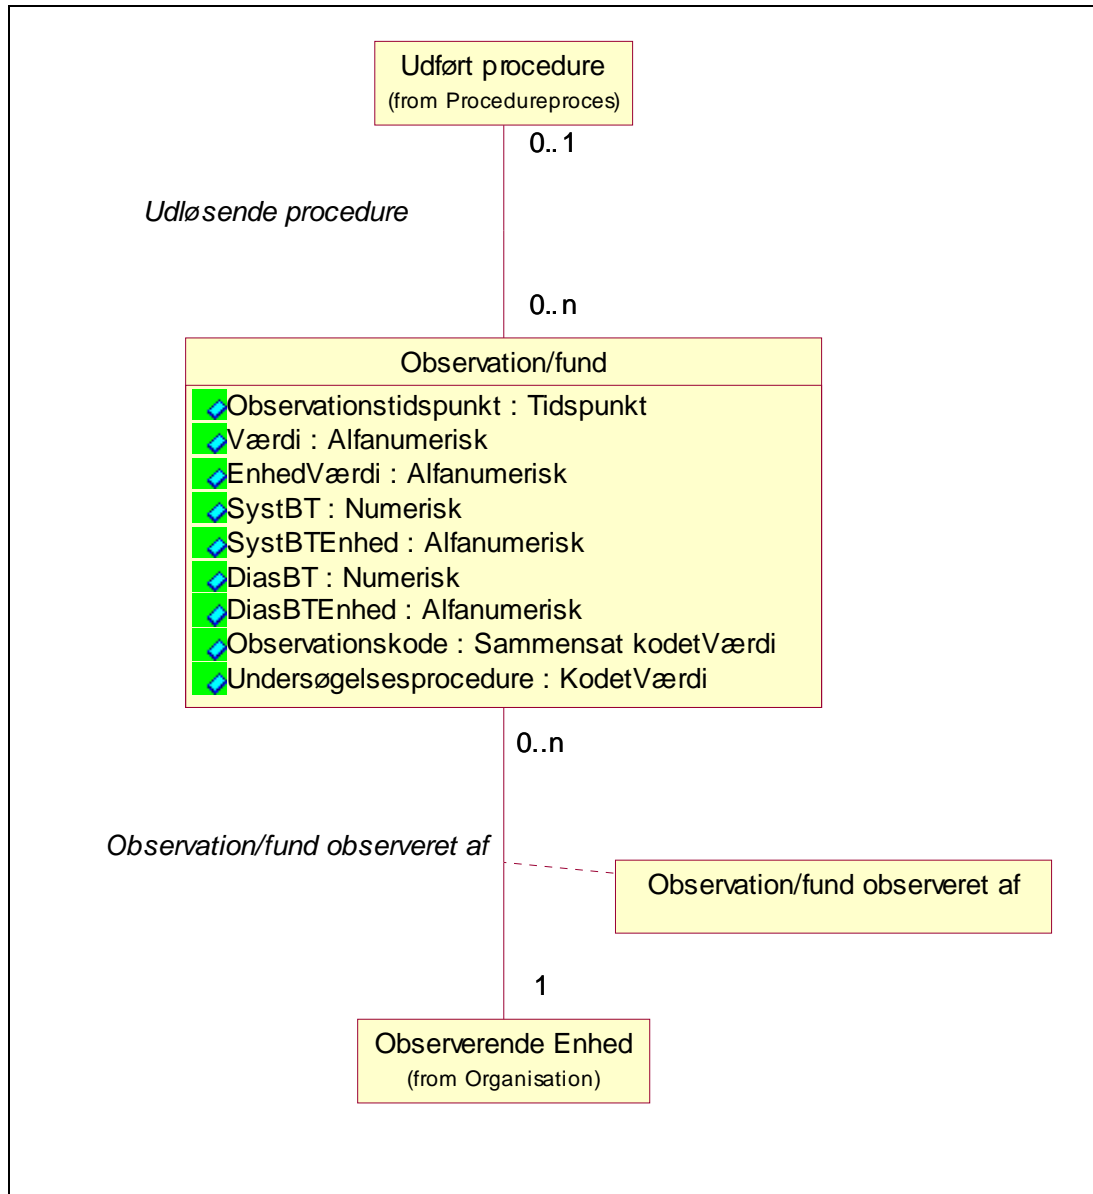 Udført procedure
(from Procedureproces)
0..1
Udløsende procedure
0..n
Observation/fund
Observationstidspunkt : Tidspunkt
Værdi : Alfanumerisk
EnhedVærdi : Alfanumerisk
SystBT : Numerisk
SystBTEnhed : Alfanumerisk
DiasBT : Numerisk
DiasBTEnhed : Alfanumerisk
Observationskode : Sammensat kodetVærdi
Undersøgelsesprocedure : KodetVærdi
0..n
Observation/fund observeret af
Observation/fund observeret af
1
Observerende Enhed
(from Organisation)